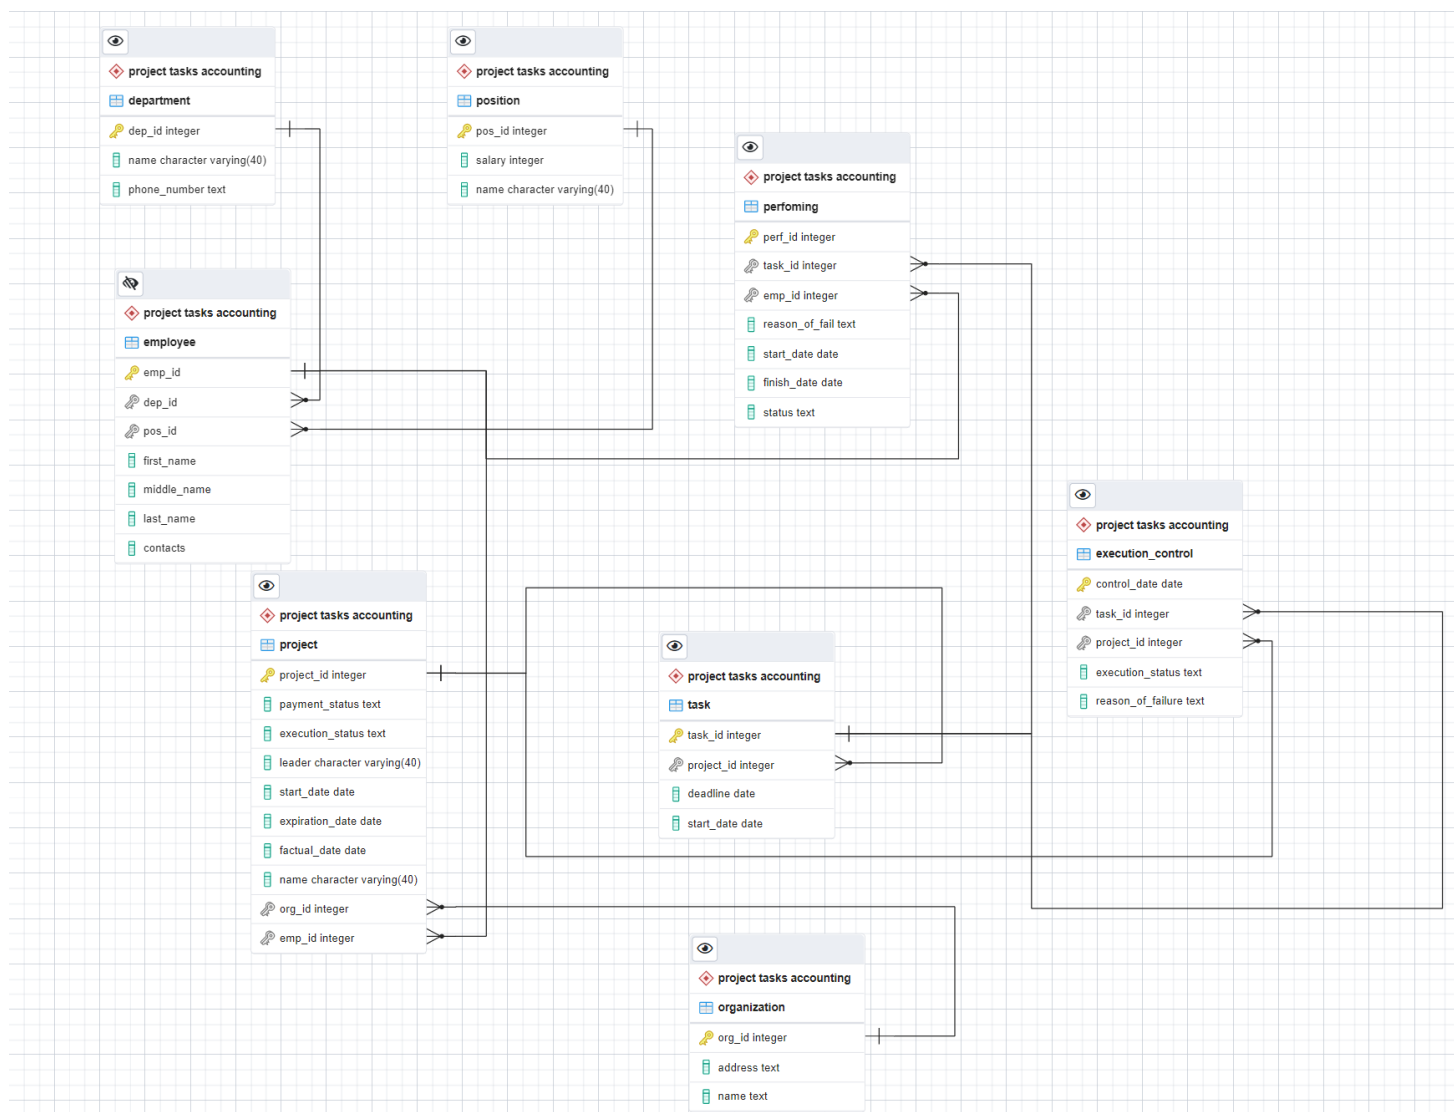 project tasks accounting
department
dep_id integer
name character varying(40)
phone_number text
project tasks accounting
position
pos_id integer
salary integer
name character varying(40)
project tasks accounting
perfoming
perf_id integer
task_id integer
emp_id integer
reason_of_fail text
start_date date
finish_date date
status text
project tasks accounting
employee
emp_id
dep_id
pos_id
first_name
middle_name
last_name
contacts
project tasks accounting
execution_control
control_date date
task_id integer
project_id integer
execution_status text
reason_of_failure text
project tasks accounting
project
project_id integer
payment_status text
execution_status text
leader character varying(40)
start_date date
expiration_date date
factual_date date
name character varying(40)
org_id integer
emp_id integer
project tasks accounting
task
task_id integer
project_id integer
deadline date
start_date date
project tasks accounting
organization
org_id integer
address text
name text